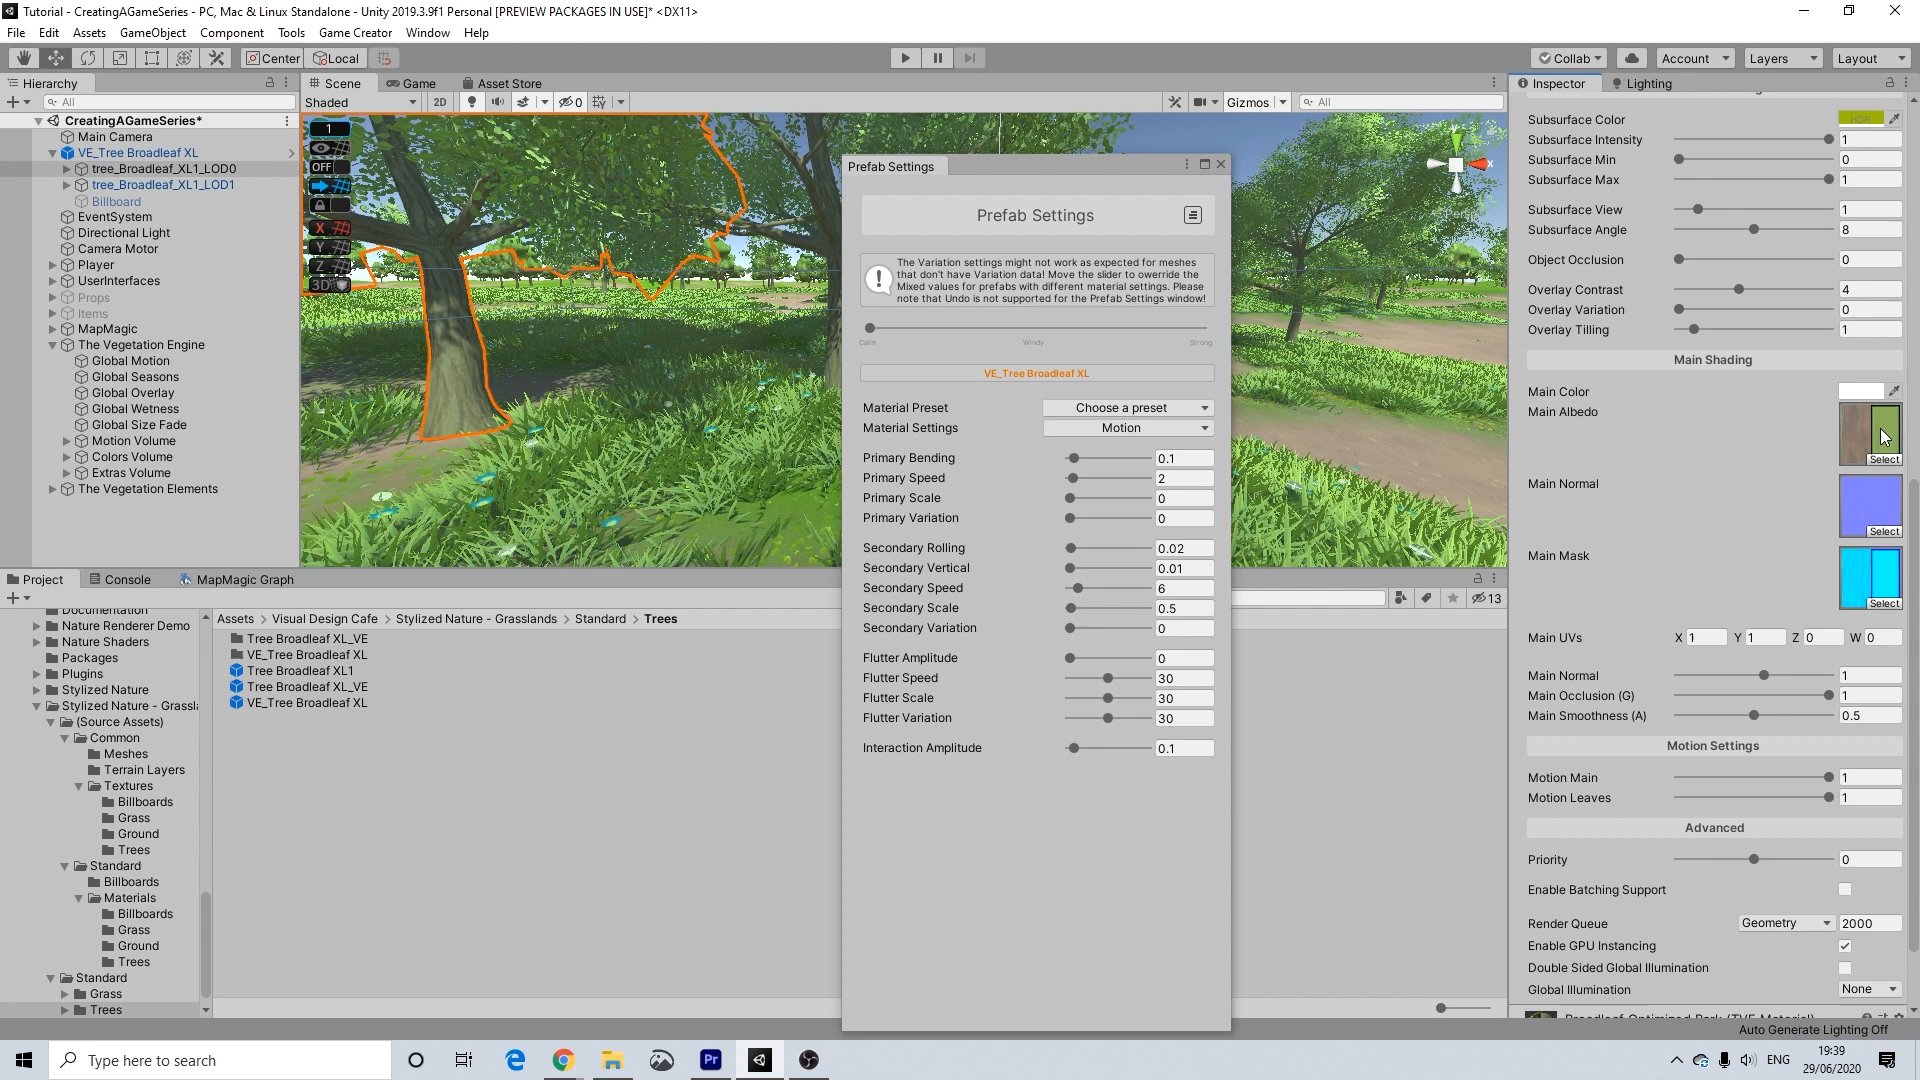 Tutorial - CreatingAGameSeries - PC, Mac & Linux Standalone - Unity 2019.3.9f1 Personal [PREVIEW PACKAGES IN USE]* <DX11>
File Edit Assets GameObject Component Tools Game Creator Window Help
Center Local Collab Account Layers Layout
Hierarchy
All
CreatingAGameSeries*
Main Camera
VE_Tree Broadleaf XL
tree_Broadleaf_XL1_LOD0
tree_Broadleaf_XL1_LOD1
Billboard
EventSystem
Directional Light
Camera Motor
Player
UserInterfaces
Props
Items
MapMagic
The Vegetation Engine
Global Motion
Global Seasons
Global Overlay
Global Wetness
Global Size Fade
Motion Volume
Colors Volume
Extras Volume
The Vegetation Elements
Scene Game Asset Store
Shaded 2D 0 Gizmos All
1
OFF
X
Y
Z
3D
y
x
Prefab Settings
Prefab Settings
The Variation settings might not work as expected for meshes
that don't have Variation data! Move the slider to owerride the
Mixed values for prefabs with different material settings. Please
note that Undo is not supported for the Prefab Settings window!
Calm Windy Strong
VE_Tree Broadleaf XL
Material Preset Choose a preset
Material Settings Motion
Primary Bending 0.1
Primary Speed 2
Primary Scale 0
Primary Variation 0
Secondary Rolling 0.02
Secondary Vertical 0.01
Secondary Speed 6
Secondary Scale 0.5
Secondary Variation 0
Flutter Amplitude 0
Flutter Speed 30
Flutter Scale 30
Flutter Variation 30
Interaction Amplitude 0.1
Inspector Lighting
Subsurface Color HDR
Subsurface Intensity 1
Subsurface Min 0
Subsurface Max 1
Subsurface View 1
Subsurface Angle 8
Object Occlusion 0
Overlay Contrast 4
Overlay Variation 0
Overlay Tilling 1
Main Shading
Main Color
Main Albedo
Select
Main Normal
Select
Main Mask
Select
Main UVs X 1 Y 1 Z 0 W 0
Main Normal 1
Main Occlusion (G) 1
Main Smoothness (A) 0.5
Motion Settings
Motion Main 1
Motion Leaves 1
Advanced
Priority 0
Enable Batching Support
Render Queue Geometry 2000
Enable GPU Instancing
Double Sided Global Illumination
Global Illumination None
Auto Generate Lighting Off
Project Console MapMagic Graph
13
Documentation
Nature Renderer Demo
Nature Shaders
Packages
Plugins
Stylized Nature
Stylized Nature - Grassl
(Source Assets)
Common
Meshes
Terrain Layers
Textures
Billboards
Grass
Ground
Trees
Standard
Billboards
Materials
Billboards
Grass
Ground
Trees
Standard
Grass
Trees
Assets > Visual Design Cafe > Stylized Nature - Grasslands > Standard > Trees
Tree Broadleaf XL_VE
VE_Tree Broadleaf XL
Tree Broadleaf XL1
Tree Broadleaf XL_VE
VE_Tree Broadleaf XL
Type here to search
Pr
ENG
19:39
29/06/2020